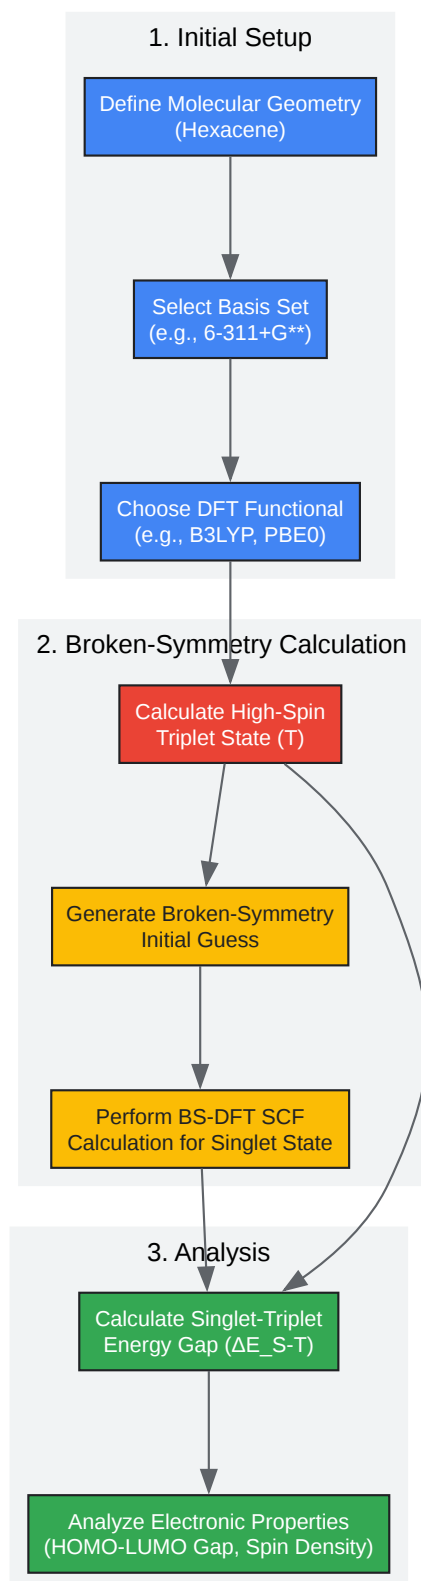 1. Initial Setup
Define Molecular Geometry
(Hexacene)
Select Basis Set
(e.g., 6-311+G**)
Choose DFT Functional
(e.g., B3LYP, PBE0)
2. Broken-Symmetry Calculation
Calculate High-Spin
Triplet State (T)
Generate Broken-Symmetry
Initial Guess
Perform BS-DFT SCF
Calculation for Singlet State
3. Analysis
Calculate Singlet-Triplet
Energy Gap (ΔE_S-T)
Analyze Electronic Properties
(HOMO-LUMO Gap, Spin Density)